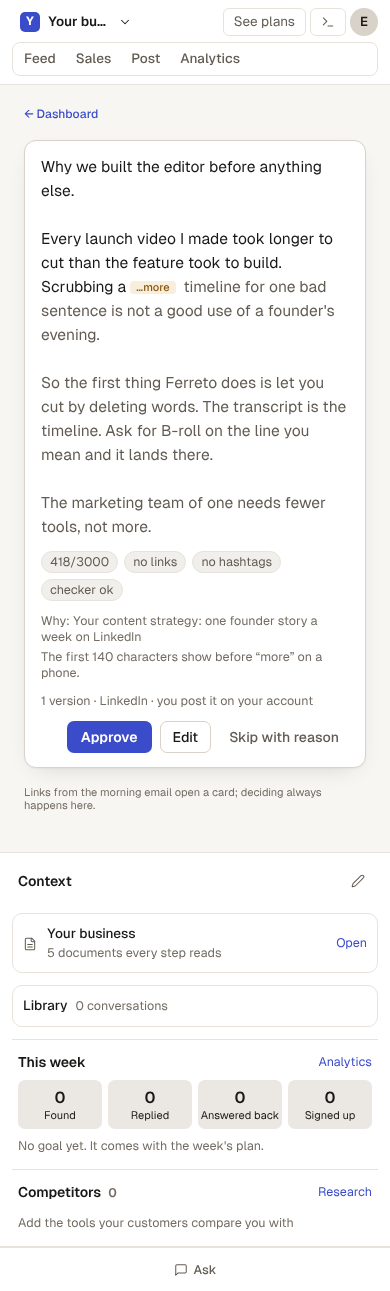 Y Your bu... See plans >_ E
Feed Sales Post Analytics
← Dashboard
Why we built the editor before anything
else.
Every launch video I made took longer to
cut than the feature took to build.
Scrubbing a …more timeline for one bad
sentence is not a good use of a founder's
evening.
So the first thing Ferreto does is let you
cut by deleting words. The transcript is the
timeline. Ask for B-roll on the line you
mean and it lands there.
The marketing team of one needs fewer
tools, not more.
418/3000 no links no hashtags
checker ok
Why: Your content strategy: one founder story a
week on LinkedIn
The first 140 characters show before “more” on a
phone.
1 version · LinkedIn · you post it on your account
Approve Edit Skip with reason
Links from the morning email open a card; deciding always
happens here.
Context
Your business
5 documents every step reads
Open
Library 0 conversations
This week Analytics
0 0 0 0
Found Replied Answered back Signed up
No goal yet. It comes with the week's plan.
Competitors 0 Research
Add the tools your customers compare you with
Ask